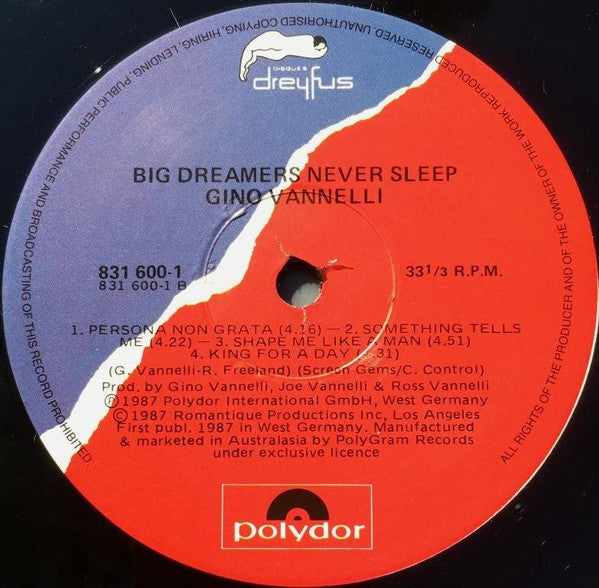 ALL RIGHTS OF THE PRODUCER AND OF THE OWNER OF THE WORK REPRODUCED RESERVED. UNAUTHORISED COPYING, HIRING, LENDING, PUBLIC PERFORMANCE AND BROADCASTING OF THIS RECORD PROHIBITED.
DISQUES
dreyfus
BIG DREAMERS NEVER SLEEP
GINO VANNELLI
831 600-1
831 600-1 B
33 1/3 R.P.M.
1. PERSONA NON GRATA (4.16) — 2. SOMETHING TELLS
ME (4.22) — 3. SHAPE ME LIKE A MAN (4.51)
4. KING FOR A DAY ( .31)
(G. Vannelli-R. Freeland) (Screen Gems/C. Control)
Prod. by Gino Vannelli, Joe Vannelli & Ross Vannelli
℗1987 Polydor International GmbH, West Germany
©1987 Romantique Productions Inc, Los Angeles
First publ. 1987 in West Germany. Manufactured
& marketed in Australasia by PolyGram Records
under exclusive licence
polydor